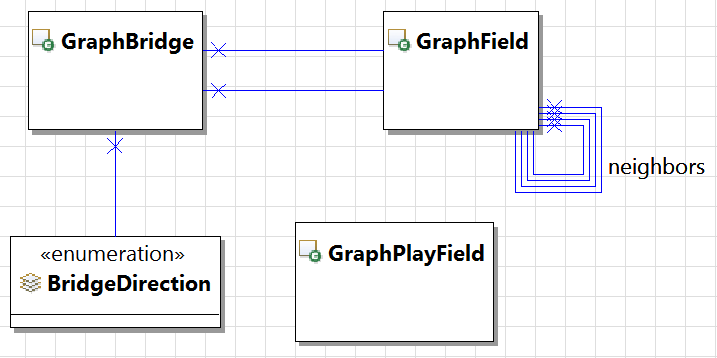 GraphBridge
GraphField
neighbors
«enumeration»
BridgeDirection
GraphPlayField